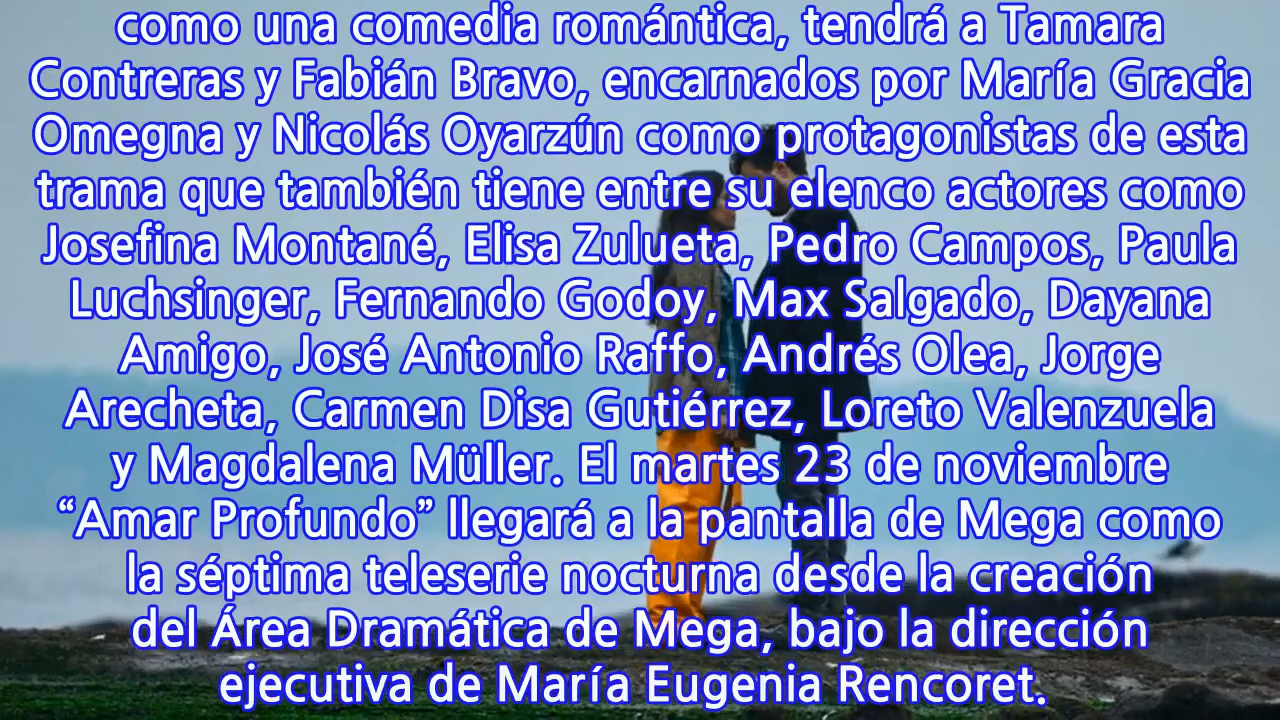 como una comedia romántica, tendrá a Tamara
Contreras y Fabián Bravo, encarnados por María Gracia
Omegna y Nicolás Oyarzún como protagonistas de esta
trama que también tiene entre su elenco actores como
Josefina Montané, Elisa Zulueta, Pedro Campos, Paula
Luchsinger, Fernando Godoy, Max Salgado, Dayana
Amigo, José Antonio Raffo, Andrés Olea, Jorge
Arecheta, Carmen Disa Gutiérrez, Loreto Valenzuela
y Magdalena Müller. El martes 23 de noviembre
“Amar Profundo” llegará a la pantalla de Mega como
la séptima teleserie nocturna desde la creación
del Área Dramática de Mega, bajo la dirección
ejecutiva de María Eugenia Rencoret.